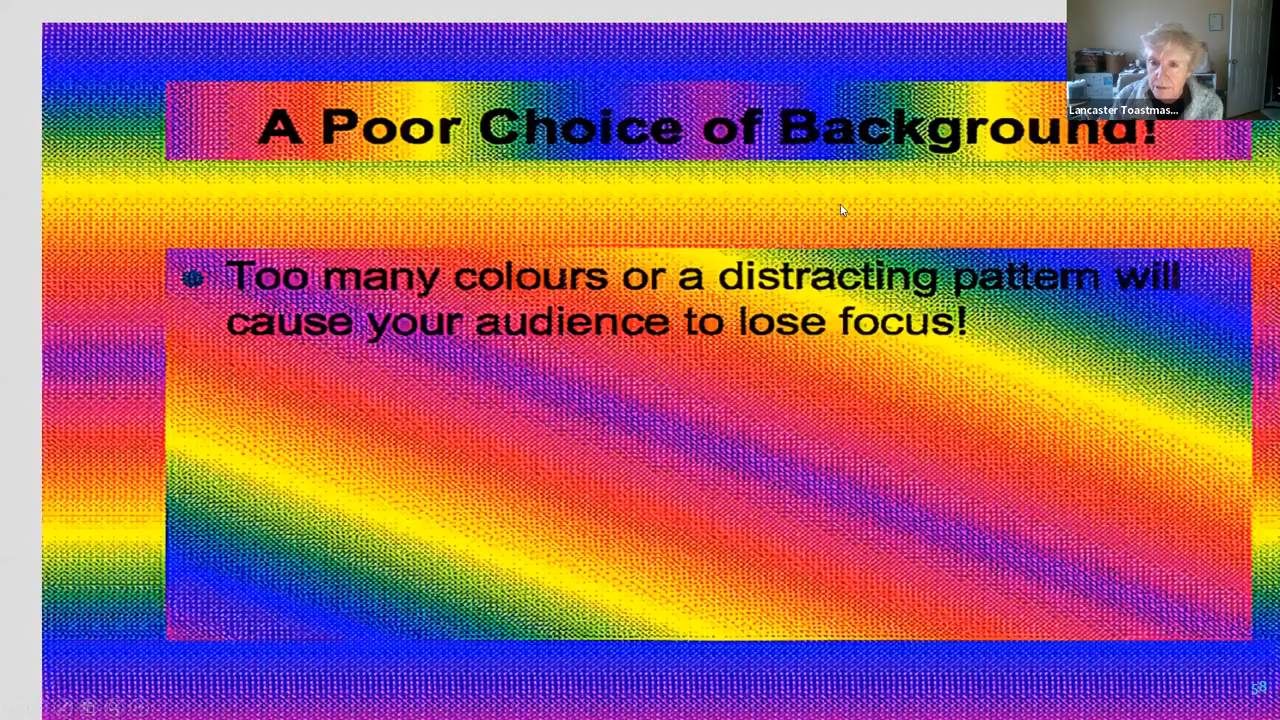 Lancaster Toastmas...
A Poor Choice of Background!
Too many colours or a distracting pattern will
cause your audience to lose focus!
58